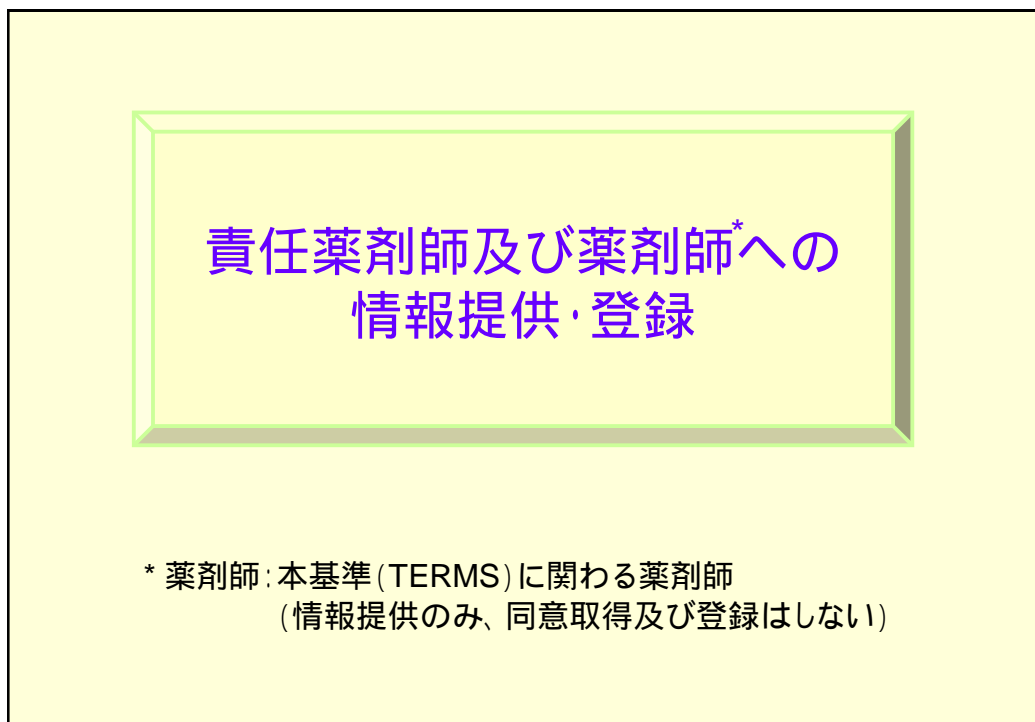 責任薬剤師及び薬剤師*への
情報提供・登録
* 薬剤師:本基準(TERMS)に関わる薬剤師
(情報提供のみ、同意取得及び登録はしない)